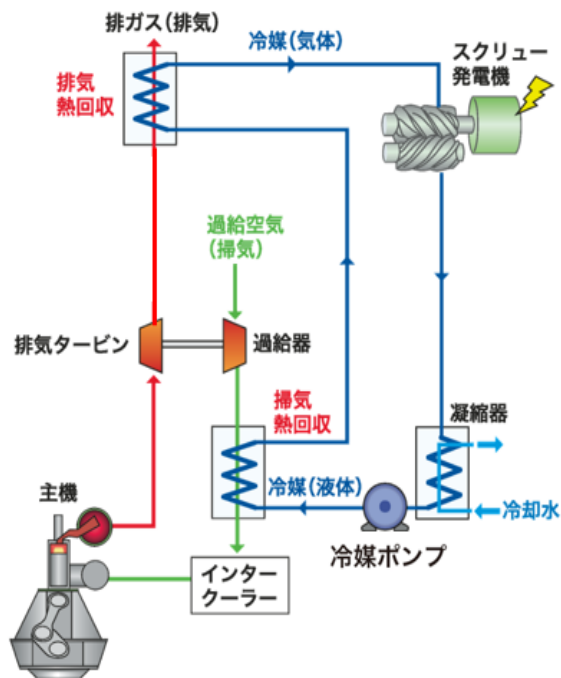 排ガス（排気）
冷媒（気体）
スクリュー
発電機
排気
熱回収
過給空気
（掃気）
排気タービン
過給器
掃気
熱回収
凝縮器
主機
冷媒（液体）
冷却水
冷媒ポンプ
インター
クーラー